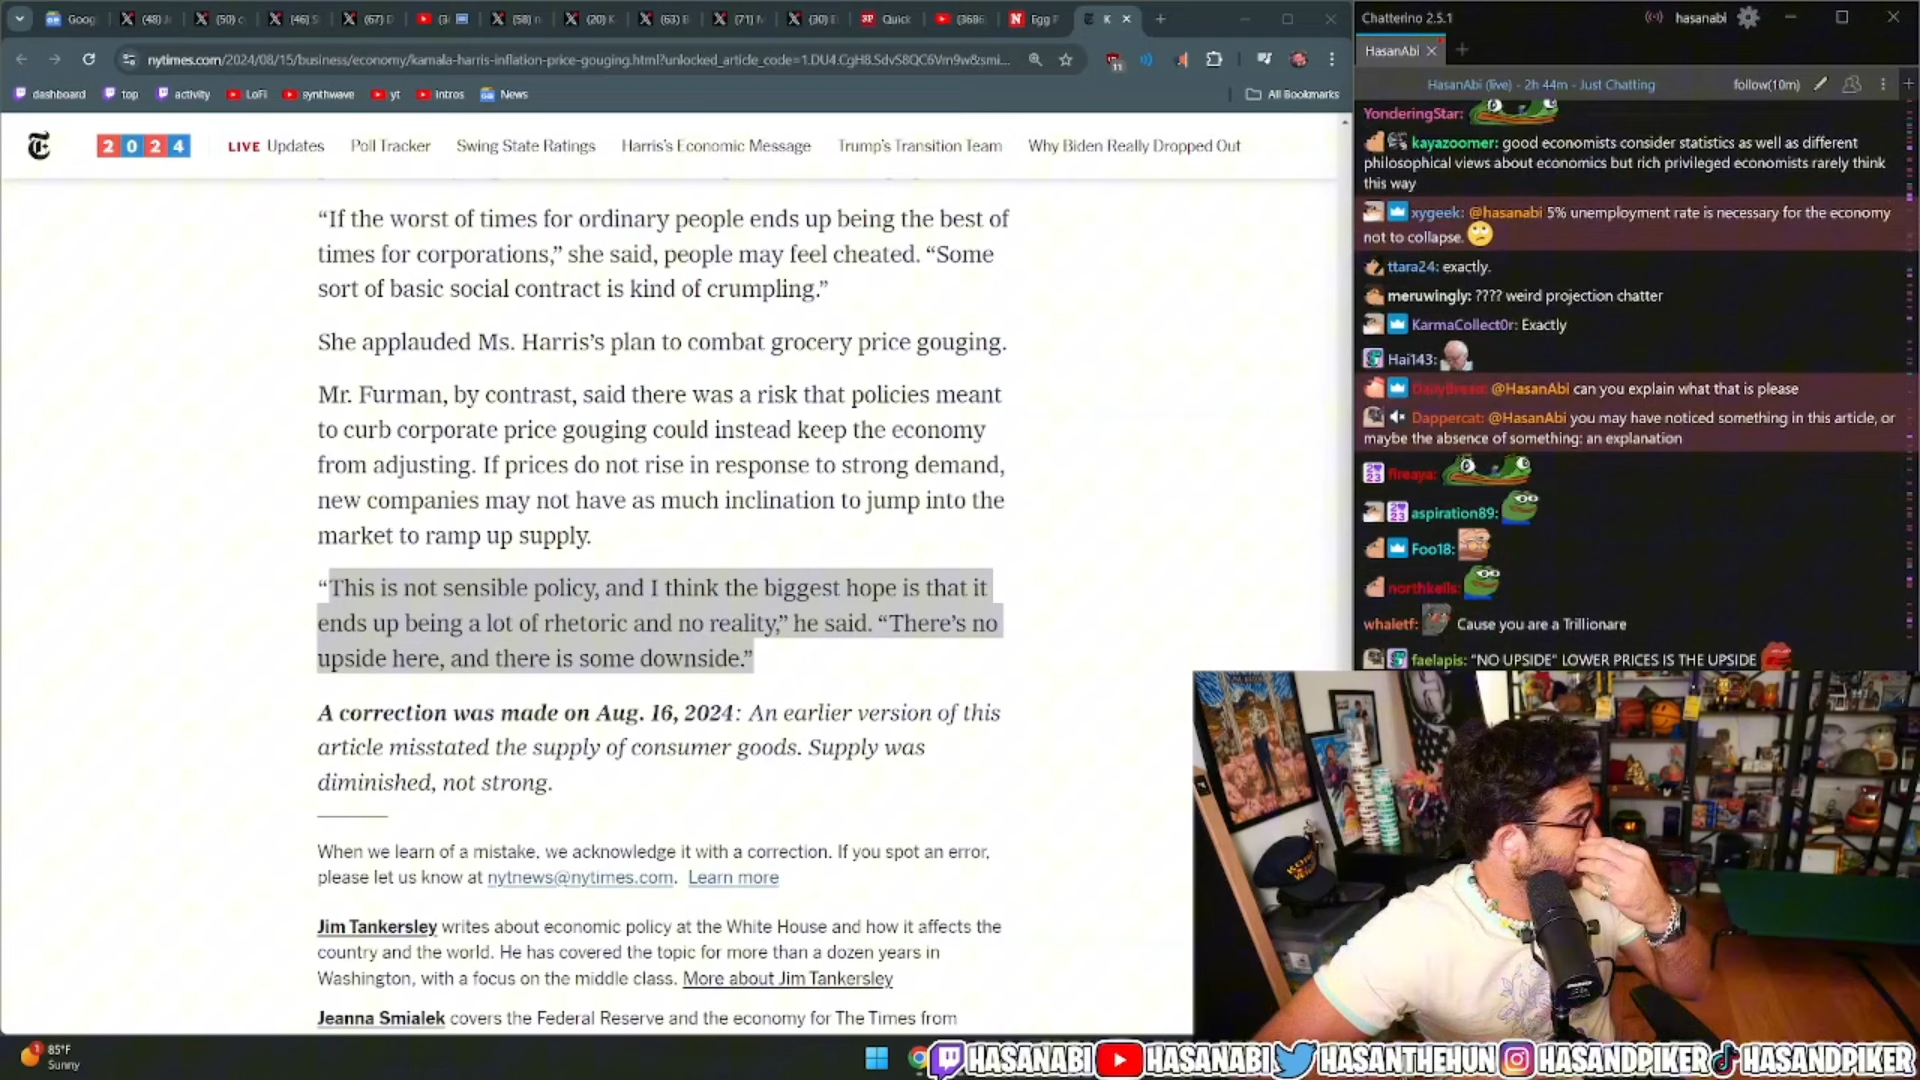 Goog
(48)
(50)
(46)
(67)
(58)
(20)
(63)
(71)
(30)
Quick
(3686
Egg
K
nytimes.com/2024/08/15/business/economy/kamala-harris-inflation-price-gouging.html?unlocked_article_code=1.DU4.CgH8.SdvS8QC6Vm9w&smi...
11
dashboard
top
activity
LoFi
synthwave
yt
Intros
News
All Bookmarks
2024
LIVE Updates
Poll Tracker
Swing State Ratings
Harris's Economic Message
Trump's Transition Team
Why Biden Really Dropped Out
“If the worst of times for ordinary people ends up being the best of
times for corporations,” she said, people may feel cheated. “Some
sort of basic social contract is kind of crumpling.”
She applauded Ms. Harris’s plan to combat grocery price gouging.
Mr. Furman, by contrast, said there was a risk that policies meant
to curb corporate price gouging could instead keep the economy
from adjusting. If prices do not rise in response to strong demand,
new companies may not have as much inclination to jump into the
market to ramp up supply.
“This is not sensible policy, and I think the biggest hope is that it
ends up being a lot of rhetoric and no reality,” he said. “There’s no
upside here, and there is some downside.”
A correction was made on Aug. 16, 2024: An earlier version of this
article misstated the supply of consumer goods. Supply was
diminished, not strong.
When we learn of a mistake, we acknowledge it with a correction. If you spot an error,
please let us know at nytnews@nytimes.com. Learn more
Jim Tankersley writes about economic policy at the White House and how it affects the
country and the world. He has covered the topic for more than a dozen years in
Washington, with a focus on the middle class. More about Jim Tankersley
Jeanna Smialek covers the Federal Reserve and the economy for The Times from
85°F
Sunny
Chatterino 2.5.1
hasanabi
HasanAbi
HasanAbi (live) - 2h 44m - Just Chatting
follow(10m)
YonderingStar:
kayazoomer: good economists consider statistics as well as different
philosophical views about economics but rich privileged economists rarely think
this way
xygeek: @hasanabi 5% unemployment rate is necessary for the economy
not to collapse.
ttara24: exactly.
meruwingly: ???? weird projection chatter
KarmaCollect0r: Exactly
Hai143:
@HasanAbi can you explain what that is please
Dappercat: @HasanAbi you may have noticed something in this article, or
maybe the absence of something: an explanation
fireaya:
aspiration89:
Foo18:
northkells:
whaletf: Cause you are a Trillionare
faelapis: “NO UPSIDE” LOWER PRICES IS THE UPSIDE
HASANABI
HASANABI
HASANTHEHUN
HASANDPIKER
HASANDPIKER